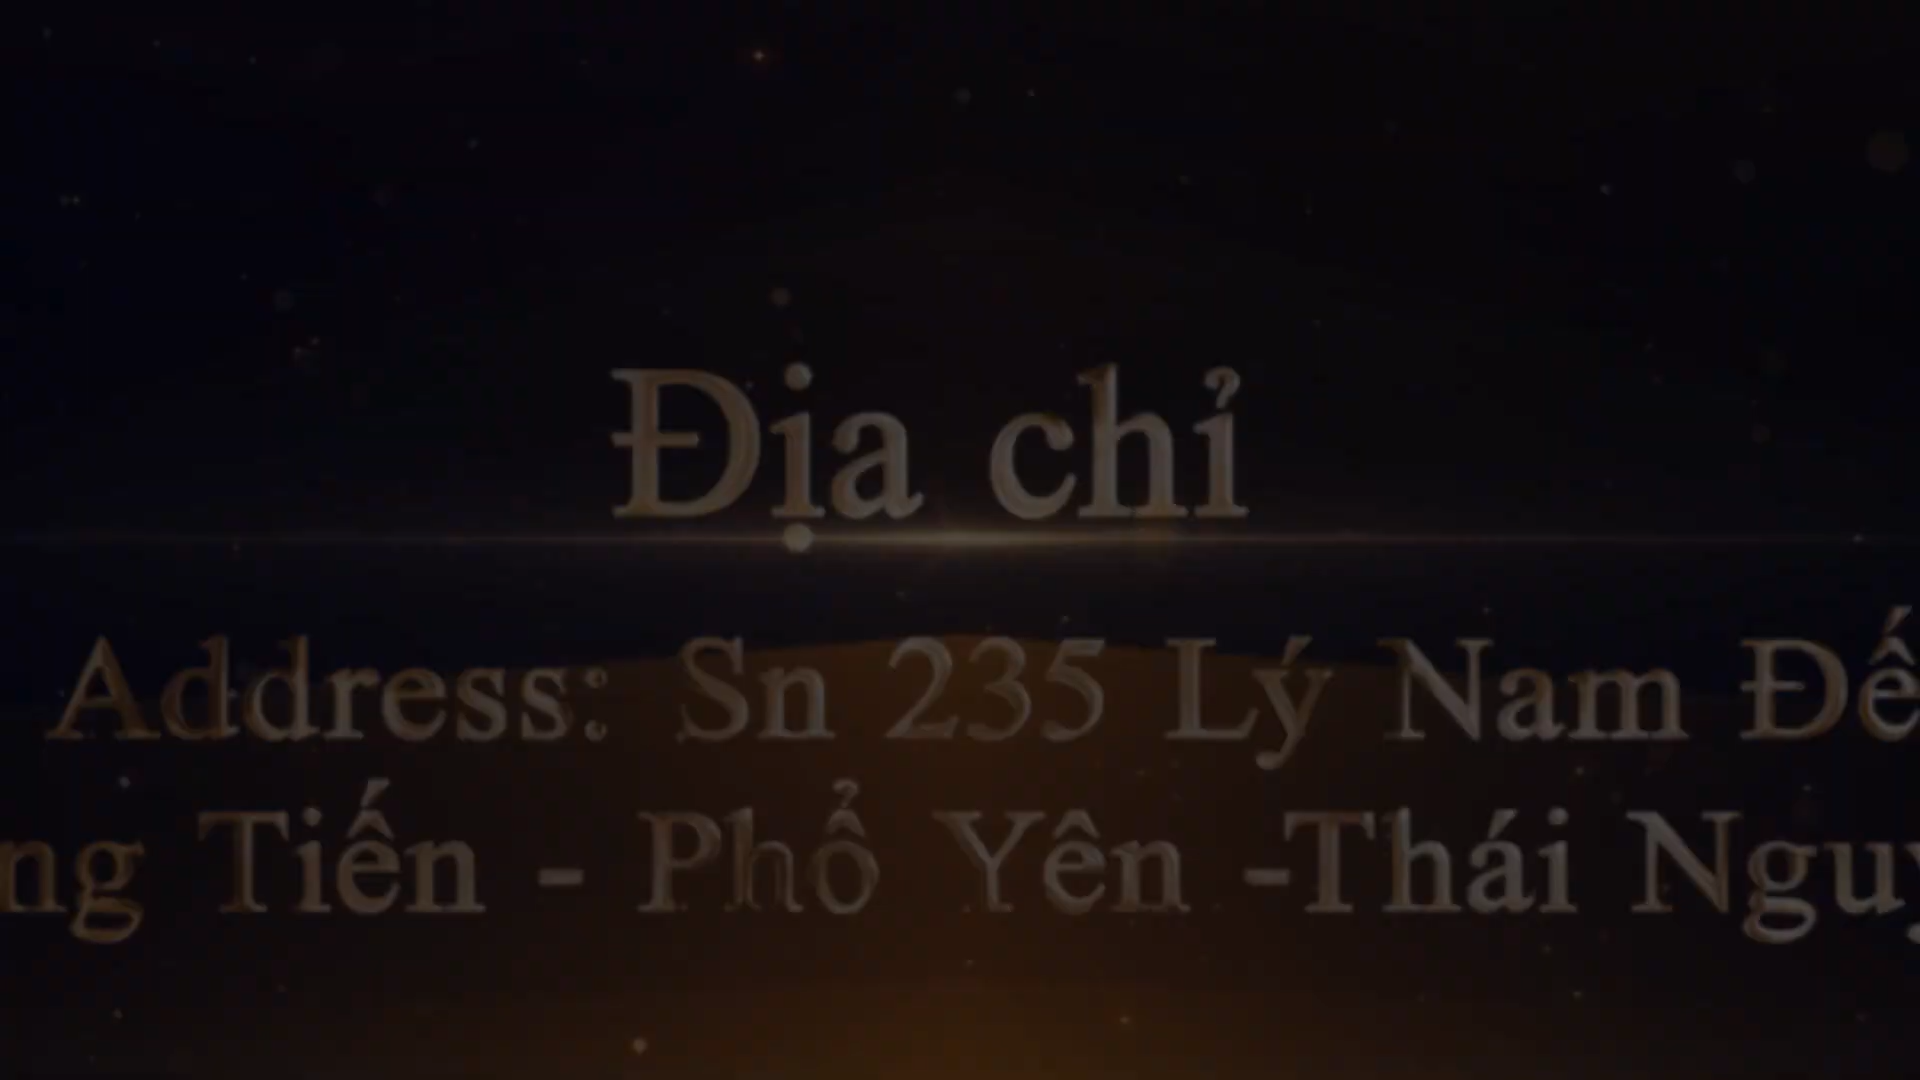 Địa chỉ
Address: Sn 235 Lý Nam Đế
ng Tiến - Phổ Yên -Thái Nguy